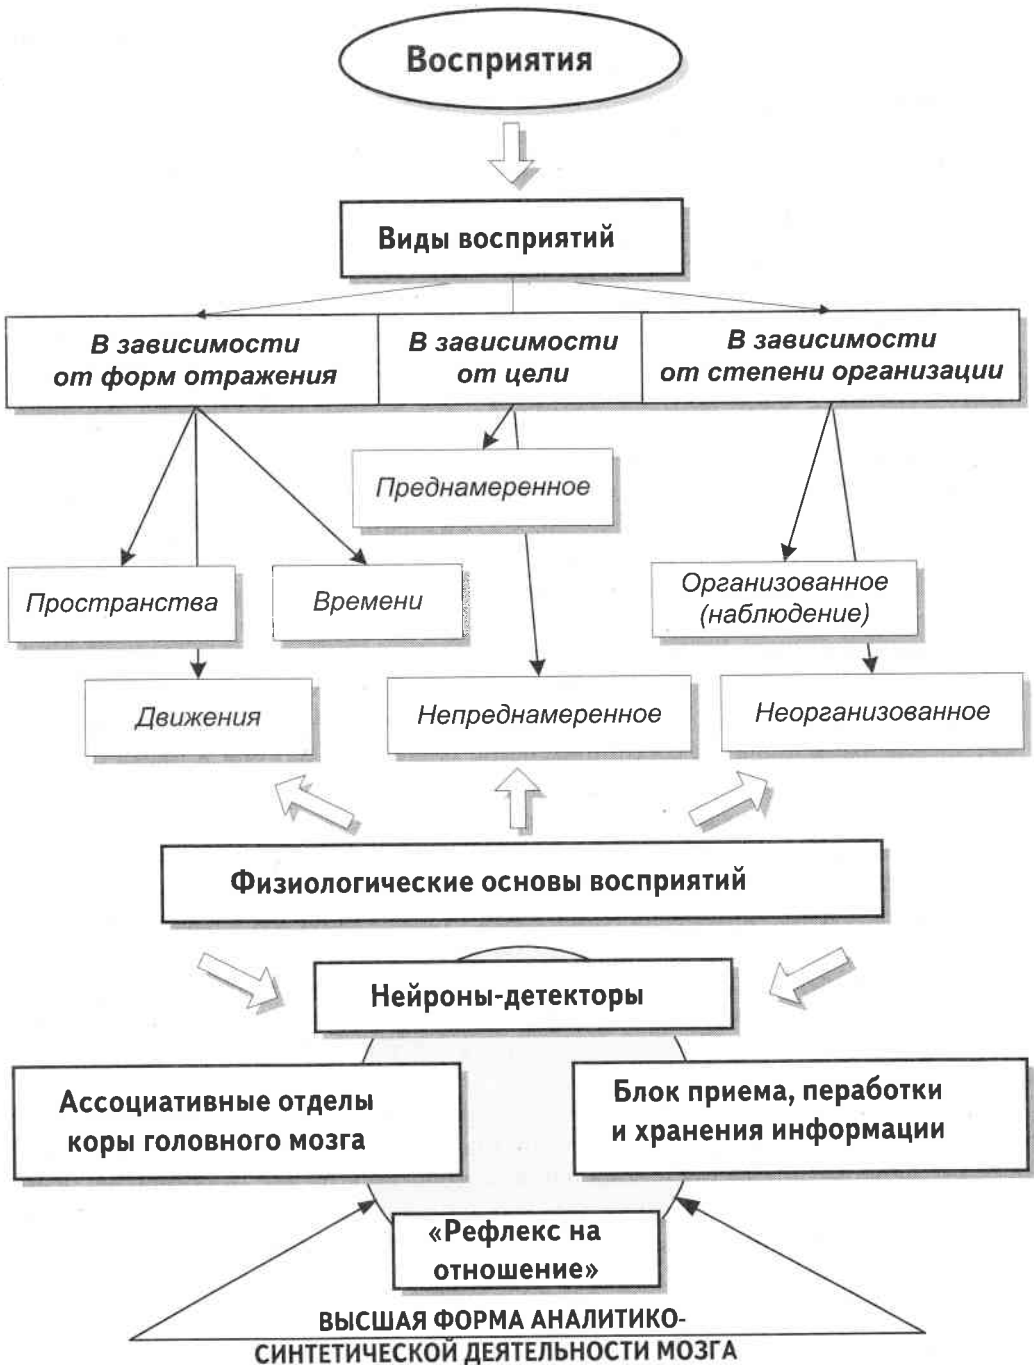 Восприятия
Виды восприятий
В зависимости
от форм отражения
В зависимости
от цели
В зависимости
от степени организации
Преднамеренное
Пространства
Времени
Организованное
(наблюдение)
Движения
Непреднамеренное
Неорганизованное
Физиологические основы восприятий
Нейроны-детекторы
Ассоциативные отделы
коры головного мозга
Блок приема, перaботки
и хранения информации
«Рефлекс на
отношение»
ВЫСШАЯ ФОРМА АНАЛИТИКО-
СИНТЕТИЧЕСКОЙ ДЕЯТЕЛЬНОСТИ МОЗГА